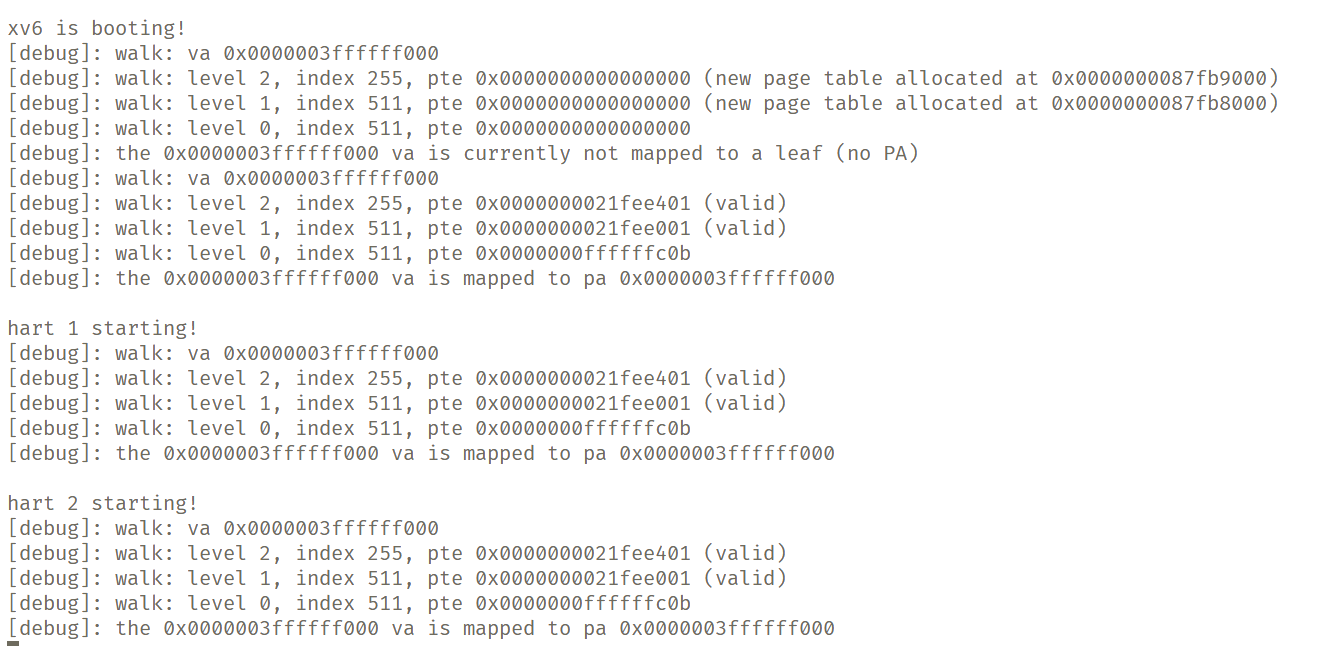 xv6 is booting!
[debug]: walk: va 0x0000003ffffff000
[debug]: walk: level 2, index 255, pte 0x0000000000000000 (new page table allocated at 0x0000000087fb9000)
[debug]: walk: level 1, index 511, pte 0x0000000000000000 (new page table allocated at 0x0000000087fb8000)
[debug]: walk: level 0, index 511, pte 0x0000000000000000
[debug]: the 0x0000003ffffff000 va is currently not mapped to a leaf (no PA)
[debug]: walk: va 0x0000003ffffff000
[debug]: walk: level 2, index 255, pte 0x0000000021fee401 (valid)
[debug]: walk: level 1, index 511, pte 0x0000000021fee001 (valid)
[debug]: walk: level 0, index 511, pte 0x0000000ffffffc0b
[debug]: the 0x0000003ffffff000 va is mapped to pa 0x0000003ffffff000
hart 1 starting!
[debug]: walk: va 0x0000003ffffff000
[debug]: walk: level 2, index 255, pte 0x0000000021fee401 (valid)
[debug]: walk: level 1, index 511, pte 0x0000000021fee001 (valid)
[debug]: walk: level 0, index 511, pte 0x0000000ffffffc0b
[debug]: the 0x0000003ffffff000 va is mapped to pa 0x0000003ffffff000
hart 2 starting!
[debug]: walk: va 0x0000003ffffff000
[debug]: walk: level 2, index 255, pte 0x0000000021fee401 (valid)
[debug]: walk: level 1, index 511, pte 0x0000000021fee001 (valid)
[debug]: walk: level 0, index 511, pte 0x0000000ffffffc0b
[debug]: the 0x0000003ffffff000 va is mapped to pa 0x0000003ffffff000